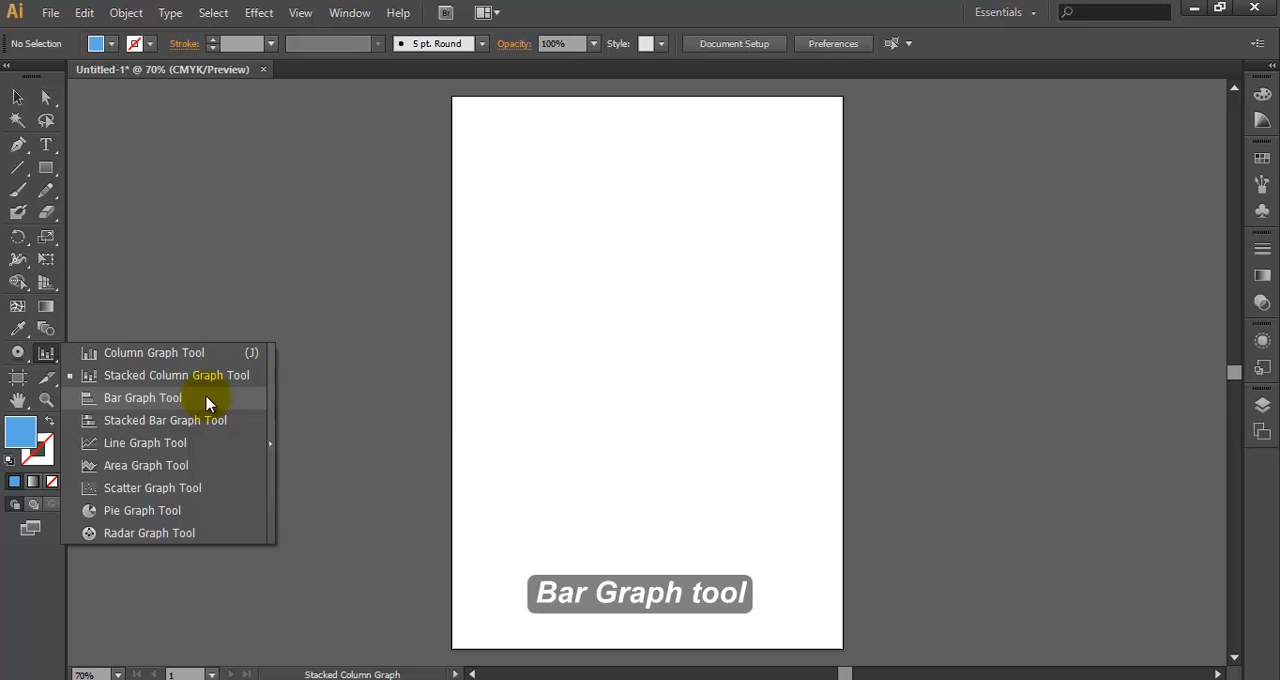 Ai File Edit Object Type Select Effect View Window Help Br Essentials
No Selection Stroke: 5 pt. Round Opacity: 100% Style: Document Setup Preferences
Untitled-1* @ 70% (CMYK/Preview) ×
T
Column Graph Tool (J)
Stacked Column Graph Tool
Bar Graph Tool
Stacked Bar Graph Tool
Line Graph Tool
Area Graph Tool
Scatter Graph Tool
Pie Graph Tool
Radar Graph Tool
Bar Graph tool
70% 1 Stacked Column Graph